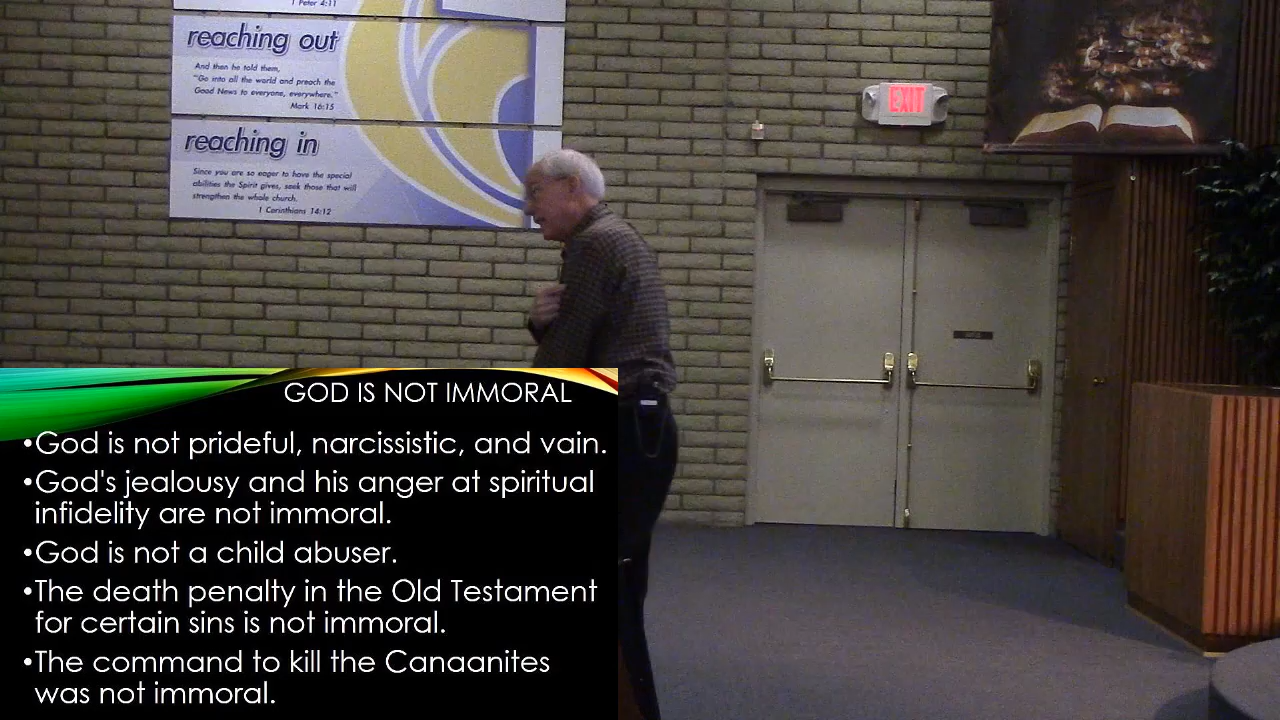 1 Peter 4:11
reaching out
And then he told them,
"Go into all the world and preach the
Good News to everyone, everywhere."
Mark 16:15
reaching in
Since you are so eager to have the special
abilities the Spirit gives, seek those that will
strengthen the whole church.
1 Corinthians 14:12
EXIT
GOD IS NOT IMMORAL
•God is not prideful, narcissistic, and vain.
•God's jealousy and his anger at spiritual
infidelity are not immoral.
•God is not a child abuser.
•The death penalty in the Old Testament
for certain sins is not immoral.
•The command to kill the Canaanites
was not immoral.